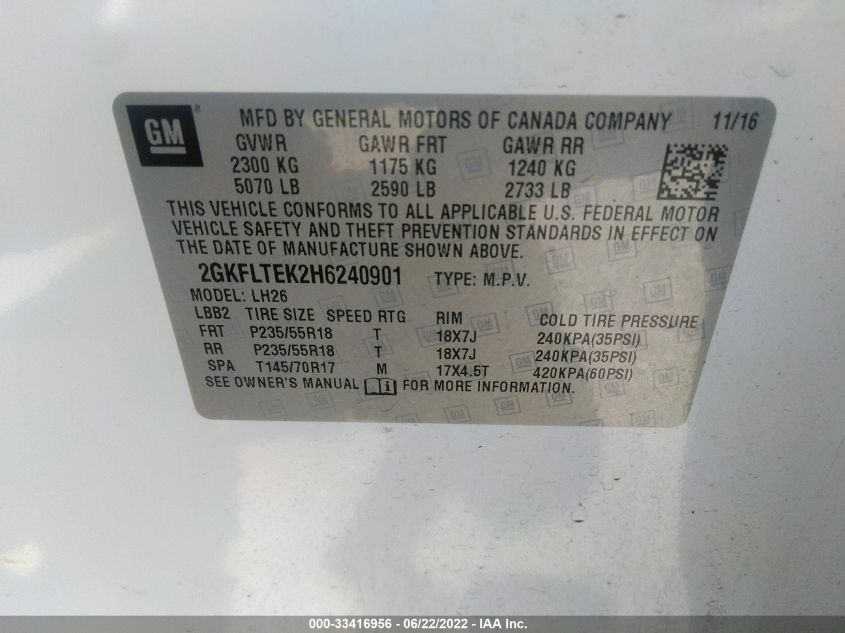 GM ® MFD BY GENERAL MOTORS OF CANADA COMPANY 11/16
GVWR GAWR FRT GAWR RR
2300 KG 1175 KG 1240 KG
5070 LB 2590 LB 2733 LB
THIS VEHICLE CONFORMS TO ALL APPLICABLE U.S. FEDERAL MOTOR
VEHICLE SAFETY AND THEFT PREVENTION STANDARDS IN EFFECT ON
THE DATE OF MANUFACTURE SHOWN ABOVE.
2GKFLTEK2H6240901 TYPE: M.P.V.
MODEL: LH26
LBB2 TIRE SIZE SPEED RTG RIM COLD TIRE PRESSURE
FRT P235/55R18 T 18X7J 240KPA(35PSI)
RR P235/55R18 T 18X7J 240KPA(35PSI)
SPA T145/70R17 M 17X4.5T 420KPA(60PSI)
SEE OWNER'S MANUAL FOR MORE INFORMATION.
000-33416956 - 06/22/2022 - IAA Inc.